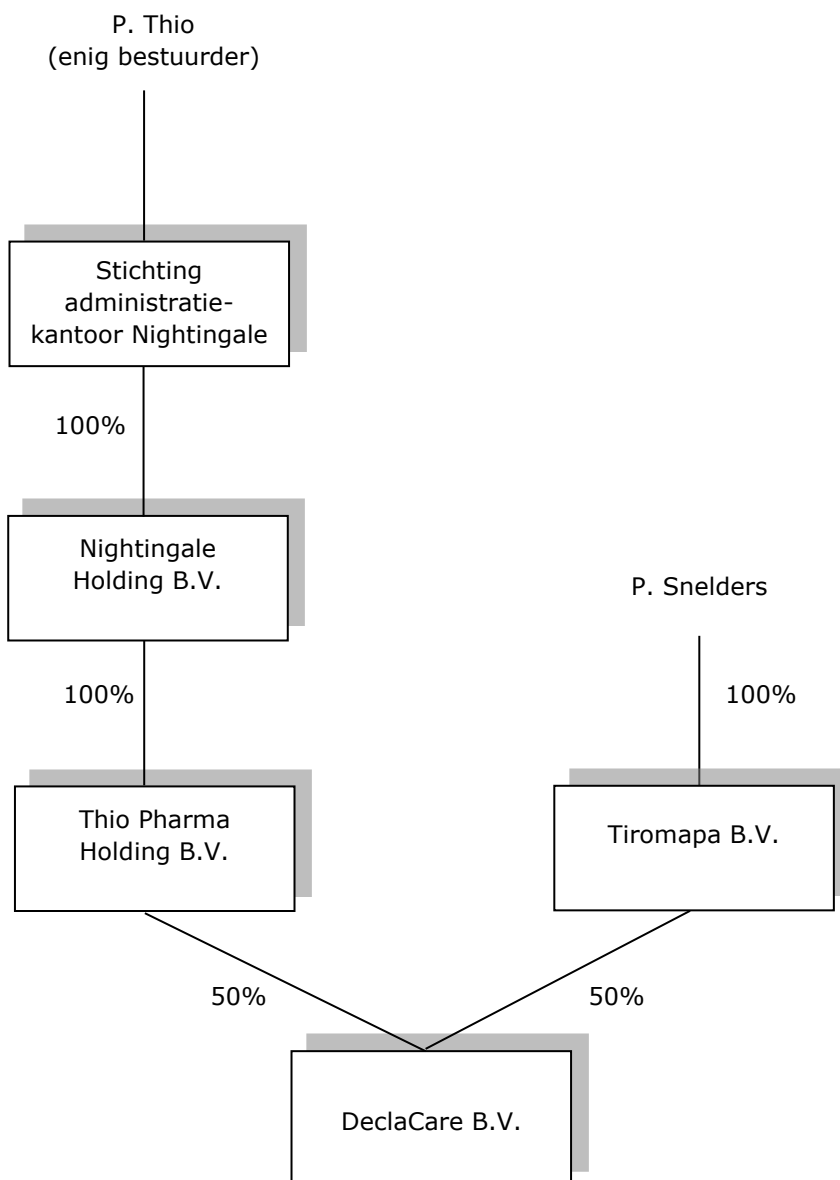 P. Thio
(enig bestuurder)
Stichting
administratie-
kantoor Nightingale
100%
Nightingale
Holding B.V.
P. Snelders
100%
100%
Thio Pharma
Holding B.V.
Tiromapa B.V.
50%
50%
DeclaCare B.V.